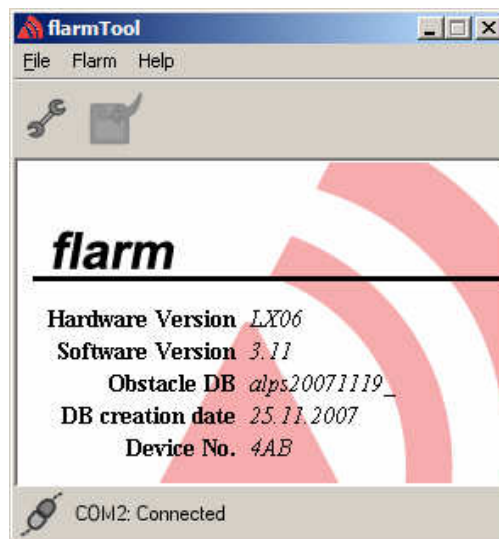 flarmTool
File Flarm Help
flarm
Hardware Version LX06
Software Version 3.11
Obstacle DB alps20071119_
DB creation date 25.11.2007
Device No. 4AB
COM2: Connected